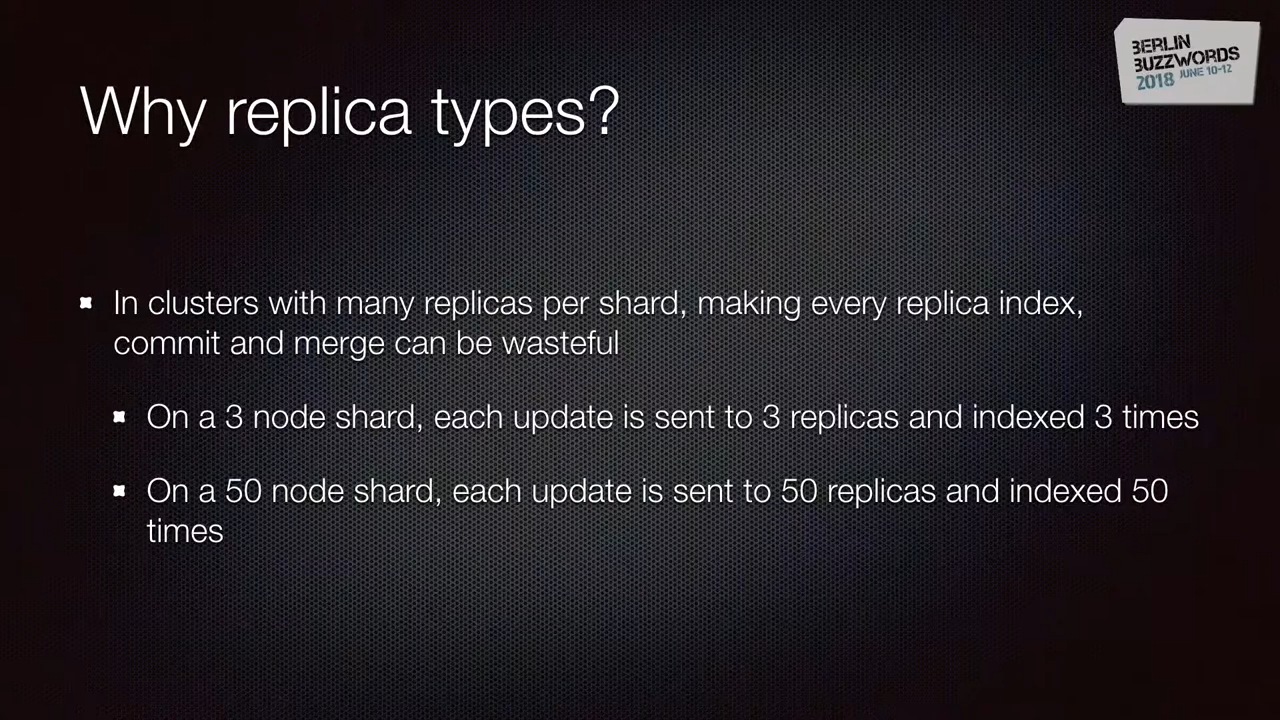 BERLIN
BUZZWORDS
2018 JUNE 10-12
Why replica types?
In clusters with many replicas per shard, making every replica index,
commit and merge can be wasteful
On a 3 node shard, each update is sent to 3 replicas and indexed 3 times
On a 50 node shard, each update is sent to 50 replicas and indexed 50
times